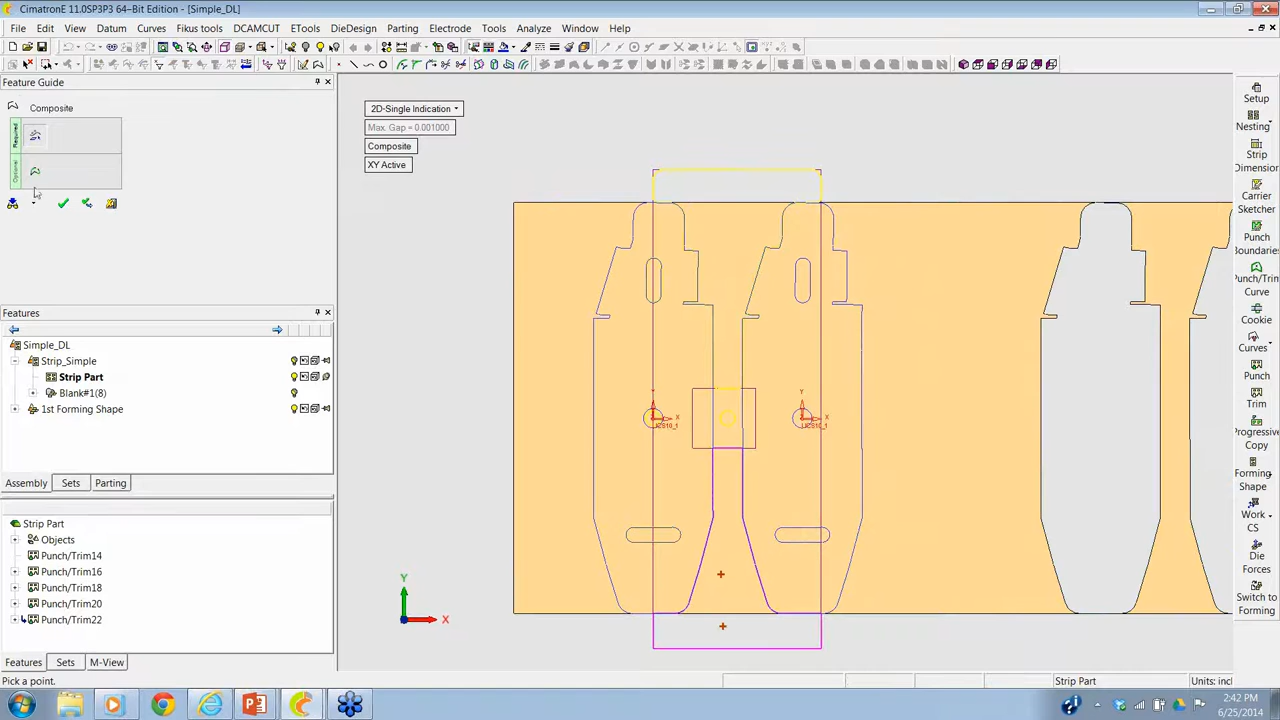 CimatronE 11.0SP3P3 64-Bit Edition - [Simple_DL]
File Edit View Datum Curves Fikus tools DCAMCUT ETools DieDesign Parting Electrode Tools Analyze Window Help
Feature Guide
Composite
Required
Optional
Features
Simple_DL
Strip_Simple
Strip Part
Blank#1(8)
1st Forming Shape
Assembly Sets Parting
Strip Part
Objects
Punch/Trim14
Punch/Trim16
Punch/Trim18
Punch/Trim20
Punch/Trim22
Features Sets M-View
Pick a point.
2D-Single Indication
Max. Gap = 0.001000
Composite
XY Active
Y
X
UCS10_1
Y
X
UCS10_1
Y
X
Setup
Nesting
Strip
Dimension
Carrier
Sketcher
Punch
Boundaries
Punch/Trim
Curve
Cookie
Curves
Punch
Trim
Progressive
Copy
Forming
Shape
Work
CS
Die
Forces
Switch to
Forming
Strip Part
Units: incl
2:42 PM
6/25/2014